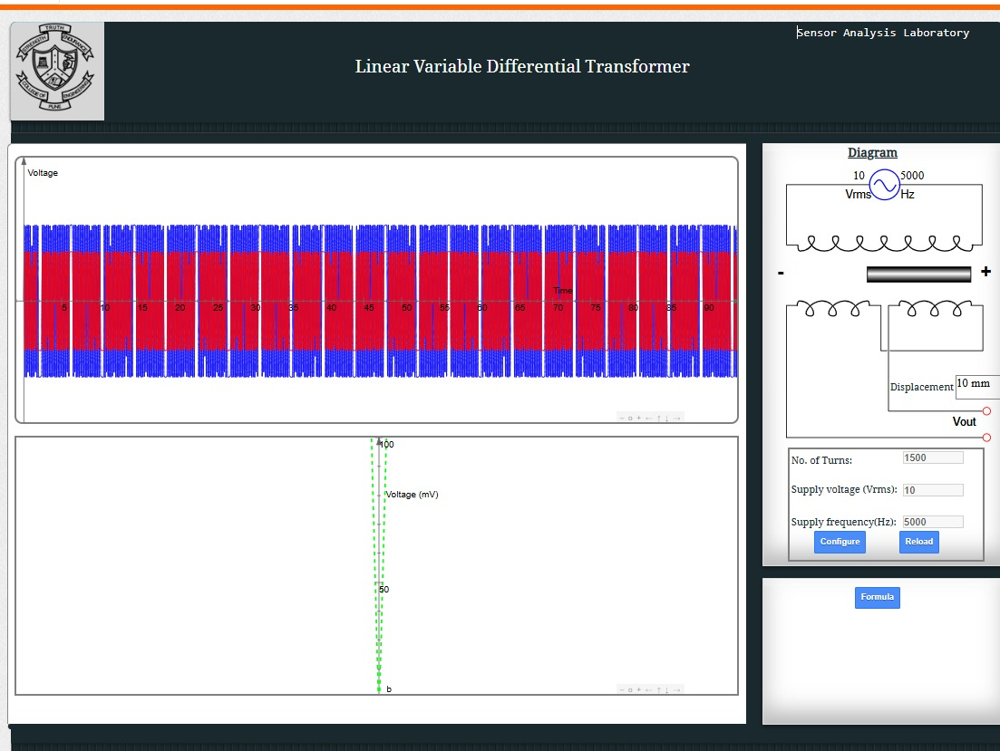 TRUTH
STRENGTH
ENDURANCE
COLLEGE OF
ENGINEERING
PUNE
Sensor Analysis Laboratory
Linear Variable Differential Transformer
Voltage
Time
5 10 15 20 25 30 35 40 45 50 55 60 65 70 75 80 85 90
- o + ← ↑ ↓ →
100
Voltage (mV)
50
b
- o + ← ↑ ↓ →
Diagram
10 5000
Vrms Hz
- +
Displacement 10 mm
Vout
No. of Turns: 1500
Supply voltage (Vrms): 10
Supply frequency(Hz): 5000
Configure Reload
Formula